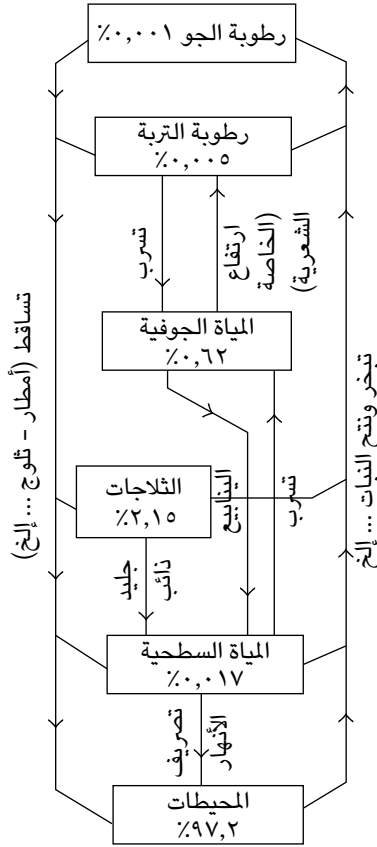 رطوبة الجو ٠,٠٠١٪
رطوبة التربة
٠,٠٠٥٪
تسرب
ارتفاع
(الخاصة
الشعرية)
المياة الجوفية
٠,٦٢٪
تساقط (أمطار - ثلوج ... إلخ)
تبخر ونتح النبات ... إلخ
الثلاجات
٢,١٥٪
الينابيع
تسرب
جليد
ذائب
المياة السطحية
٠,٠١٧٪
تصريف
الأنهار
المحيطات
٩٧,٢٪